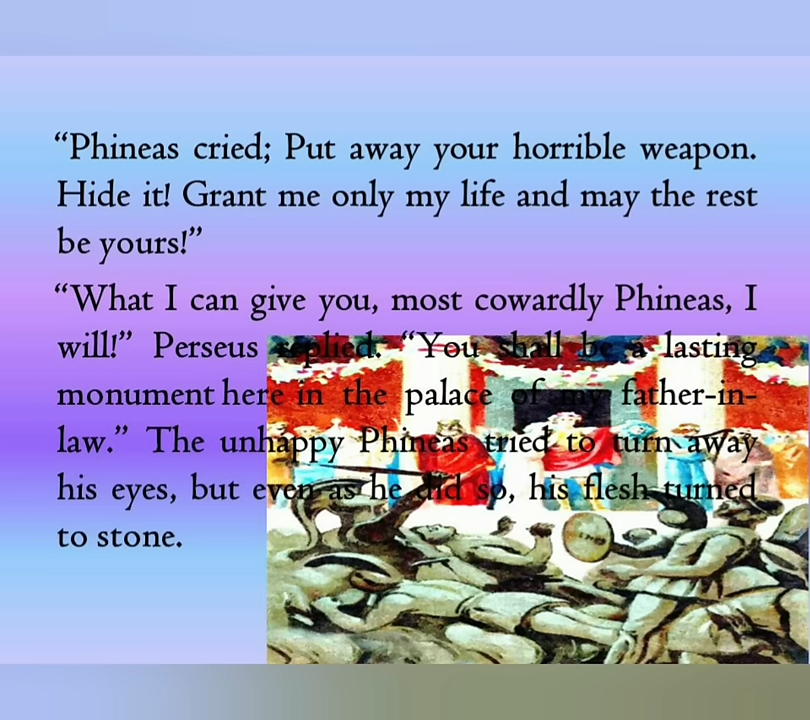 “Phineas cried; Put away your horrible weapon.
Hide it! Grant me only my life and may the rest
be yours!”
“What I can give you, most cowardly Phineas, I
will!” Perseus replied. “You shall be a lasting
monument here in the palace of my father-in-
law.” The unhappy Phineas tried to turn away
his eyes, but even as he did so, his flesh turned
to stone.